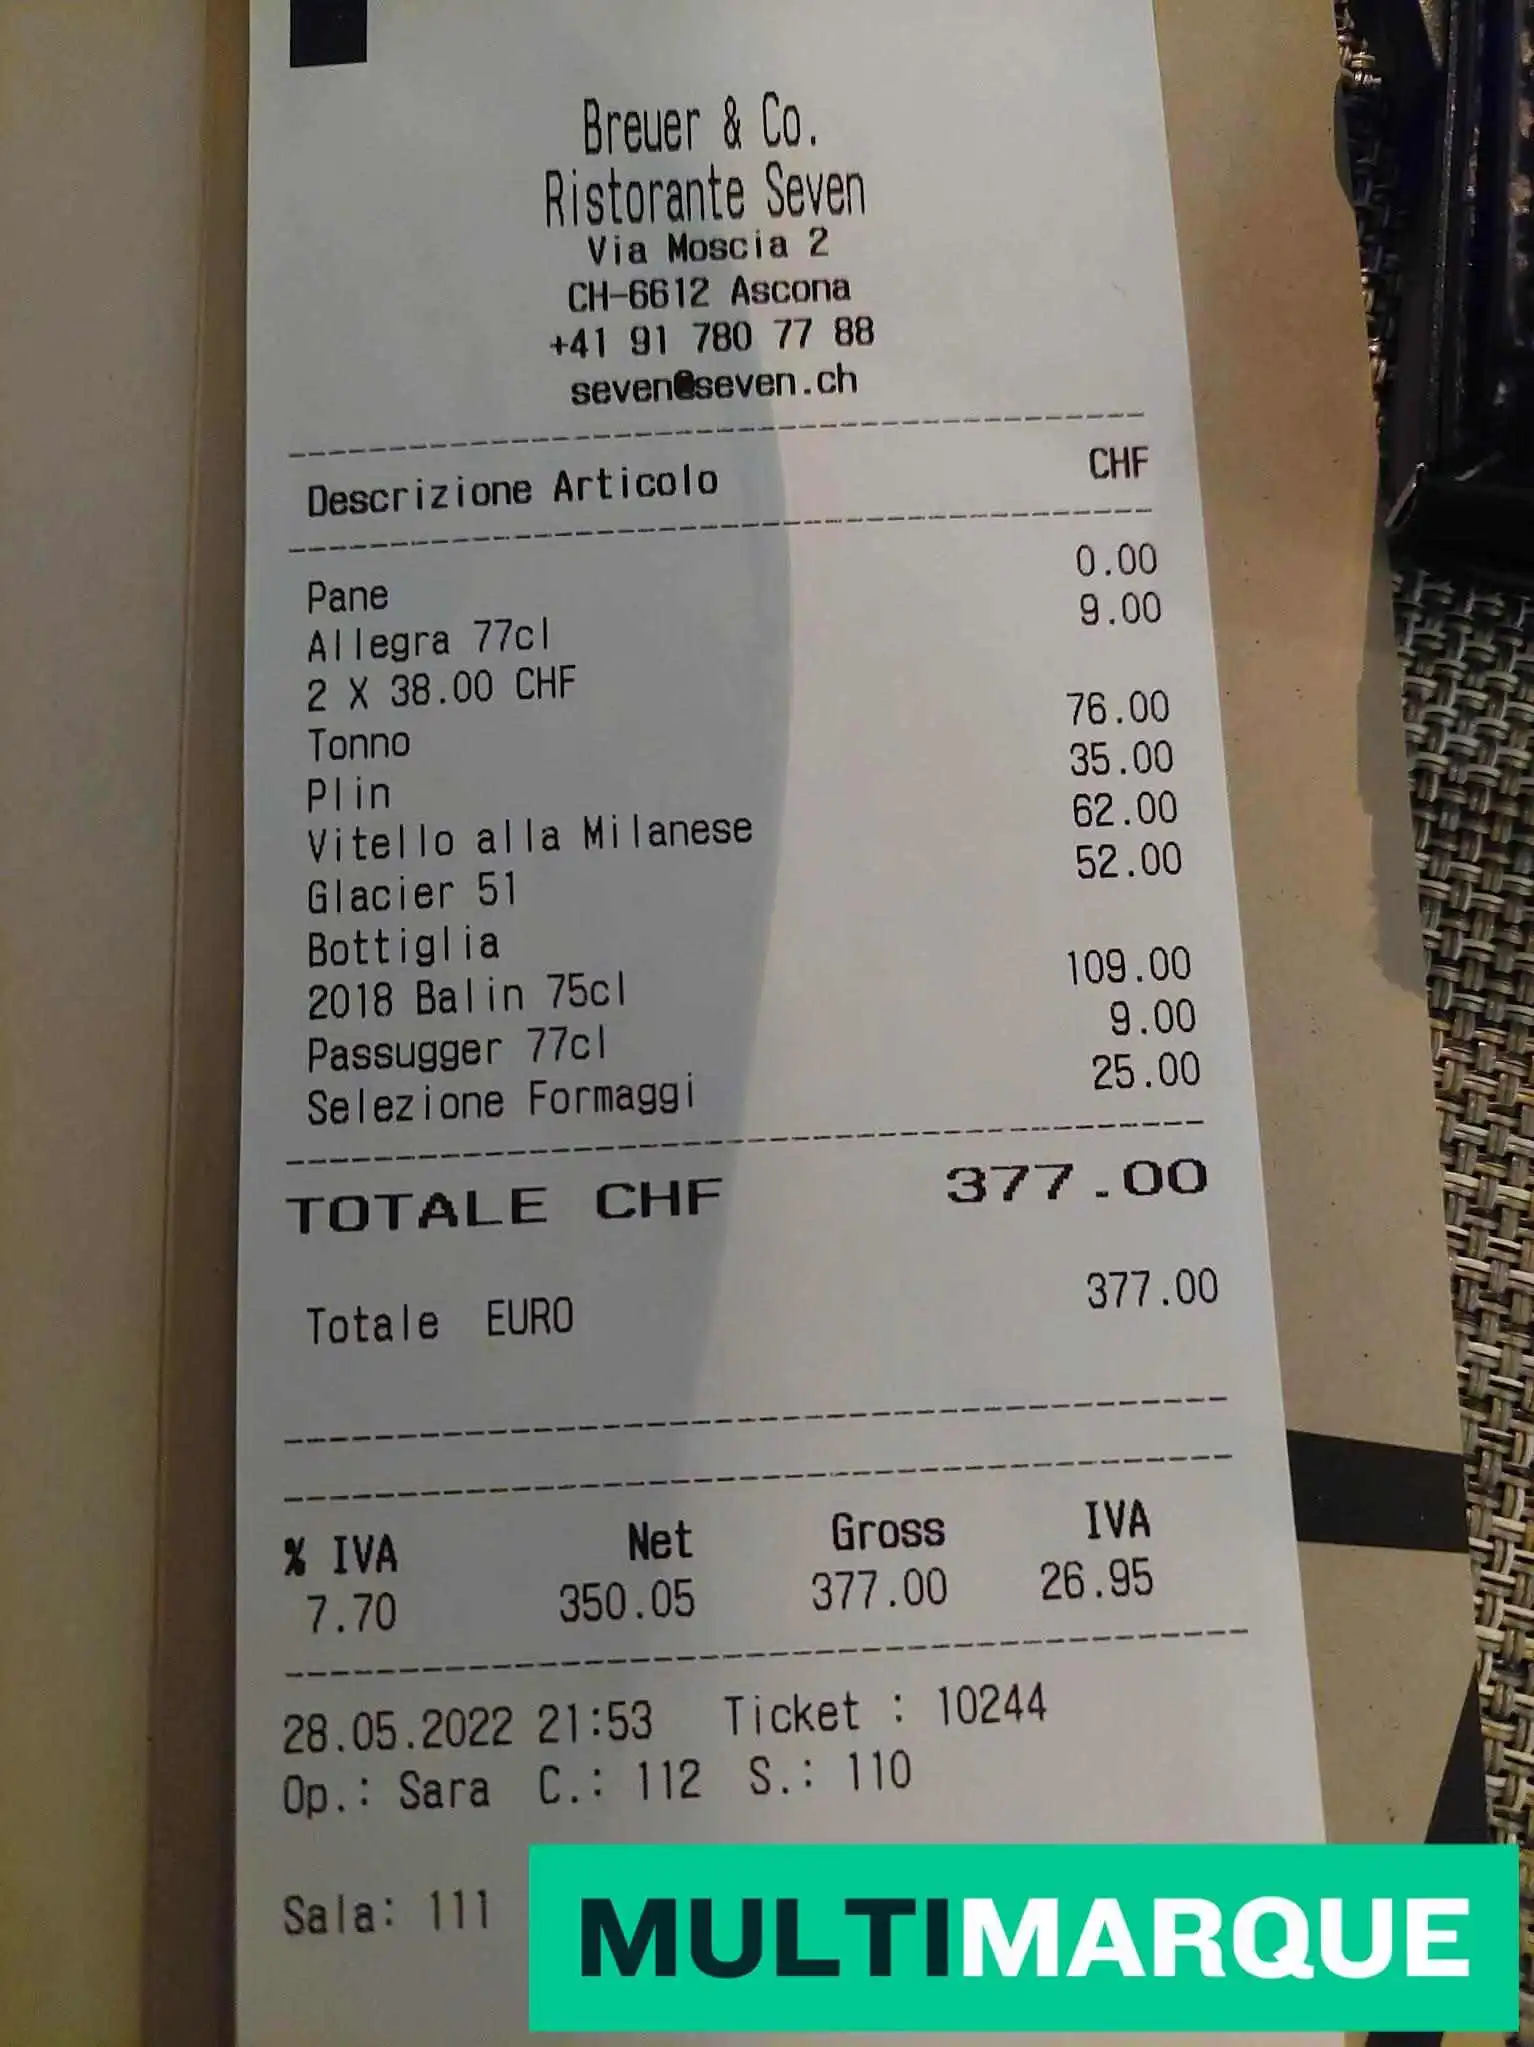 Breuer & Co.
Ristorante Seven
Via Moscia 2
CH-6612 Ascona
+41 91 780 77 88
seven@seven.ch
Descrizione Articolo CHF
Pane 0.00
Allegra 77cl 9.00
2 X 38.00 CHF
Tonno 76.00
Plin 35.00
Vitello alla Milanese 62.00
Glacier 51 52.00
Bottiglia
2018 Balin 75cl 109.00
Passugger 77cl 9.00
Selezione Formaggi 25.00
TOTALE CHF 377.00
Totale EURO 377.00
% IVA Net Gross IVA
7.70 350.05 377.00 26.95
28.05.2022 21:53 Ticket : 10244
Op.: Sara C.: 112 S.: 110
Sala: 111
MULTIMARQUE